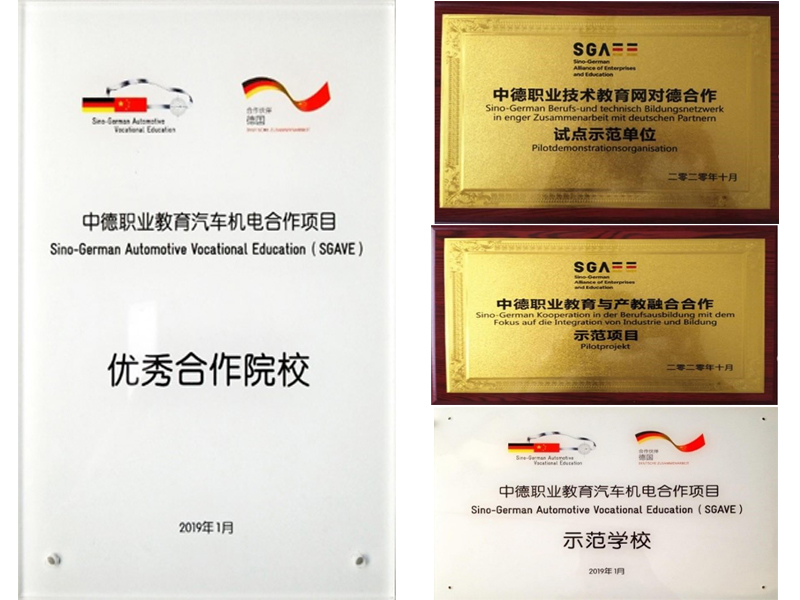 Sino-German Automotive
Vocational Education
合作伙伴
德国
DEUTSCHE ZUSAMMENARBEIT
中德职业教育汽车机电合作项目
Sino-German Automotive Vocational Education（SGAVE）
优秀合作院校
2019年1月
SGAEE
Sino-German
Alliance of Enterprises
and Education
中德职业技术教育网对德合作
Sino-German Berufs-und technisch Bildungsnetzwerk
in enger Zusammenarbeit mit deutschen Partnern
试点示范单位
Pilotdemonstrationsorganisation
二零二零年十月
SGAEE
Sino-German
Alliance of Enterprises
and Education
中德职业教育与产教融合合作
Sino-German Kooperation in der Berufsausbildung mit dem
Fokus auf die Integration von Industrie und Bildung
示范项目
Pilotprojekt
二零二零年十月
Sino-German Automotive
Vocational Education
合作伙伴
德国
DEUTSCHE ZUSAMMENARBEIT
中德职业教育汽车机电合作项目
Sino-German Automotive Vocational Education（SGAVE）
示范学校
2019年1月